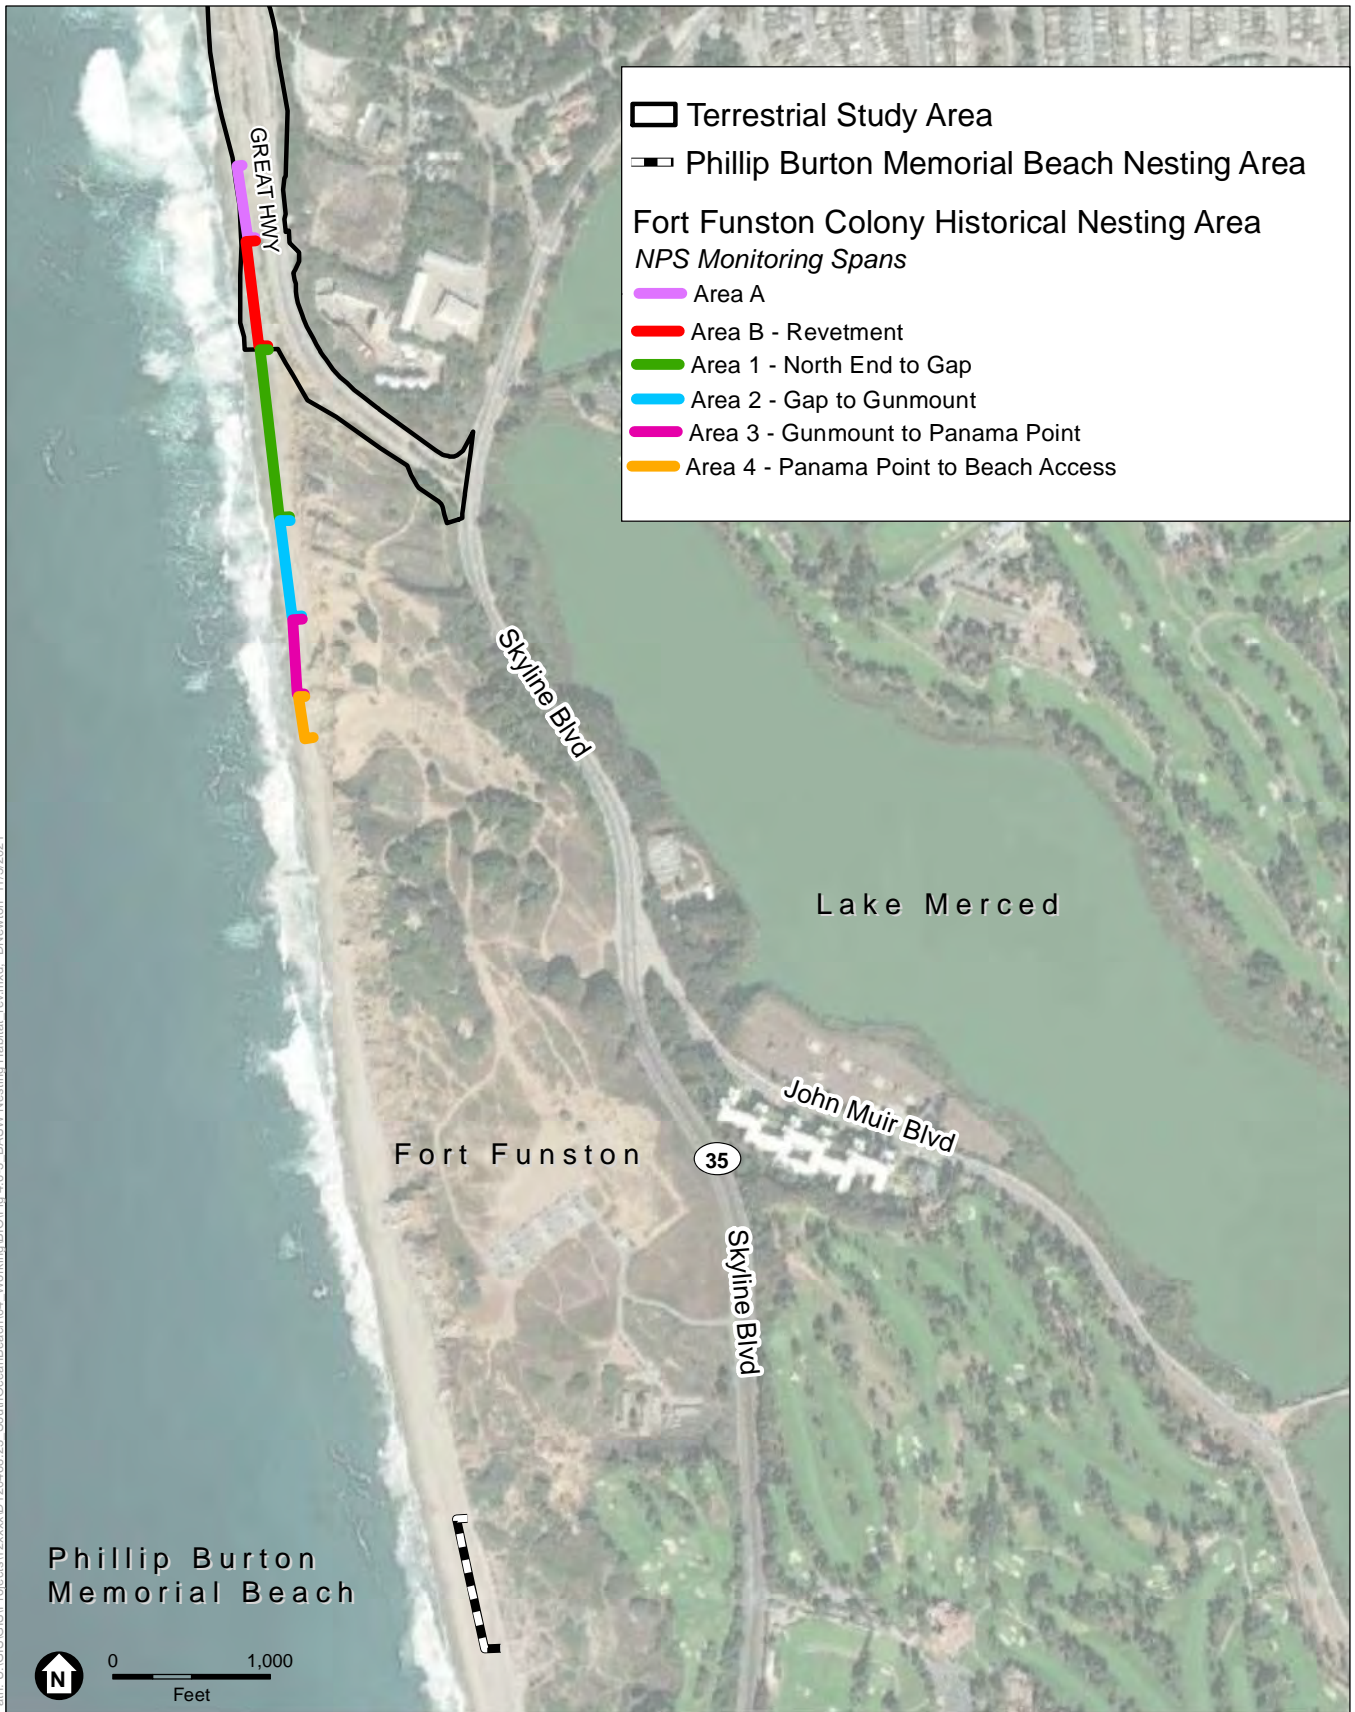 Terrestrial Study Area
Phillip Burton Memorial Beach Nesting Area
Fort Funston Colony Historical Nesting Area
NPS Monitoring Spans
Area A
Area B - Revetment
Area 1 - North End to Gap
Area 2 - Gap to Gunmount
Area 3 - Gunmount to Panama Point
Area 4 - Panama Point to Beach Access
GREAT HWY
Skyline Blvd
Lake Merced
John Muir Blvd
Fort Funston
35
Skyline Blvd
Phillip Burton
Memorial Beach
N
0 1,000
Feet